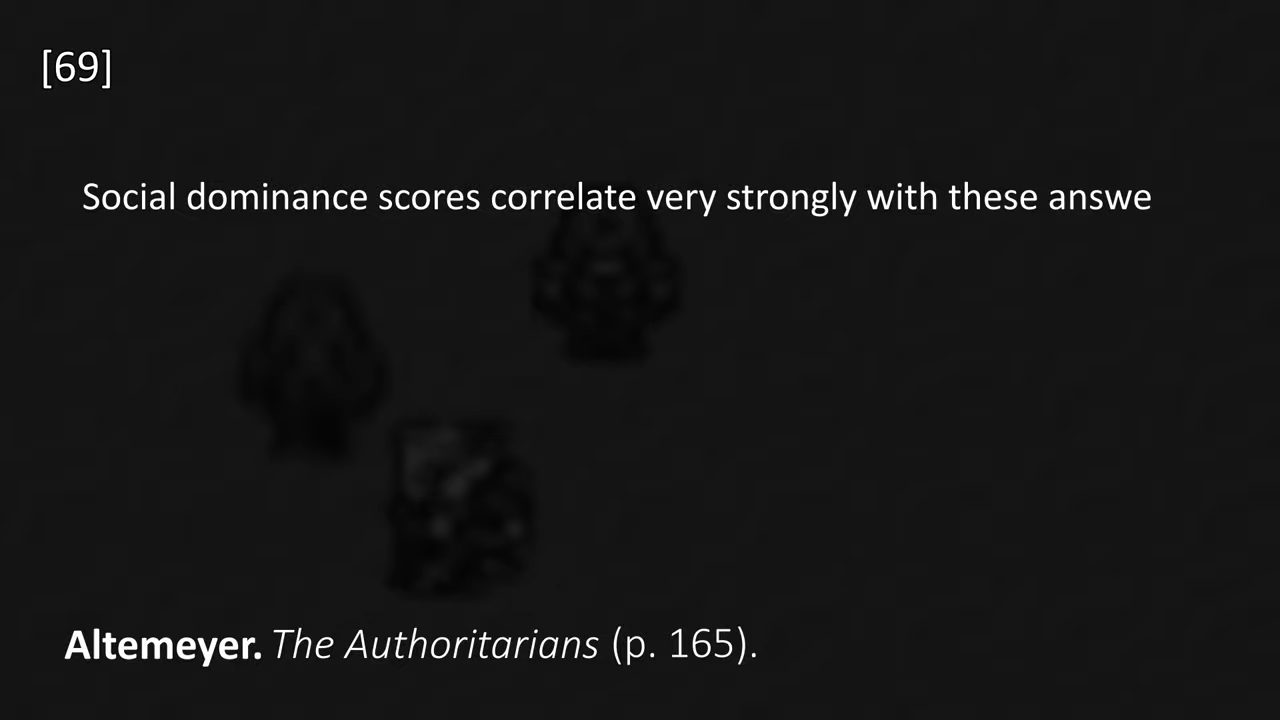 [69]
Social dominance scores correlate very strongly with these answe
Altemeyer. The Authoritarians (p. 165).